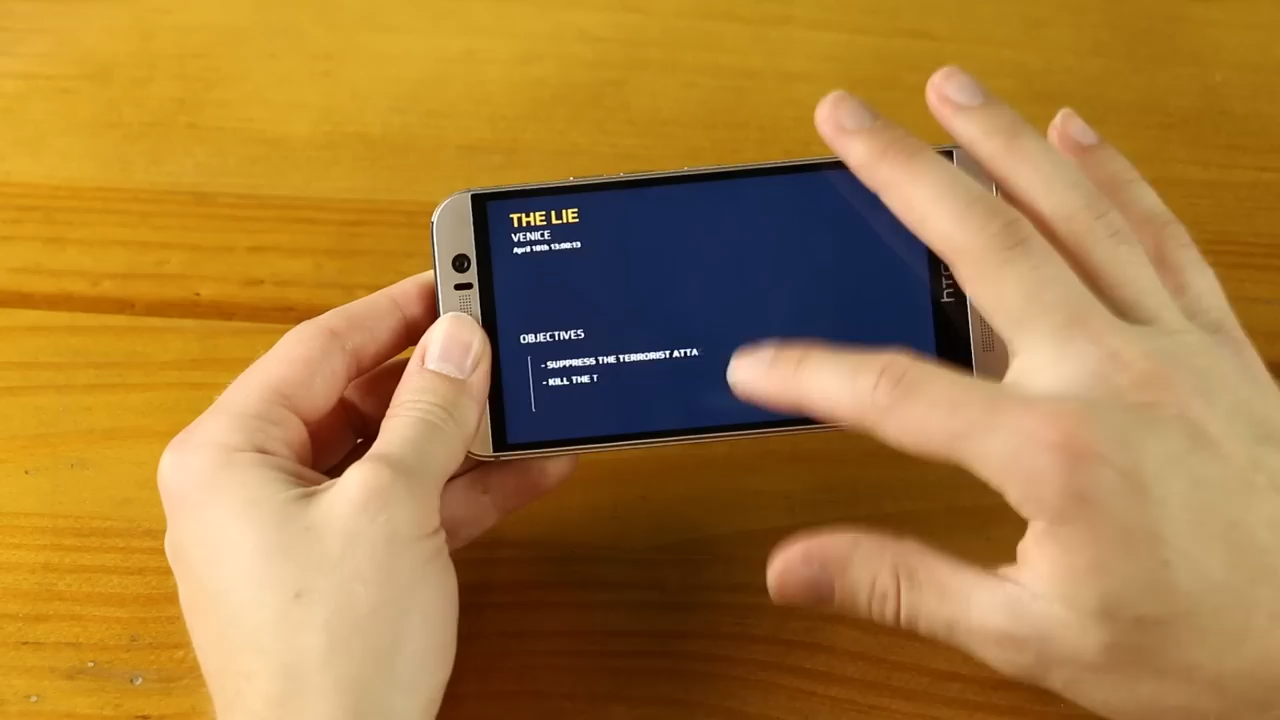 THE LIE
VENICE
April 18th 13:00:13
OBJECTIVES
- SUPPRESS THE TERRORIST ATTA
- KILL THE T
hTC